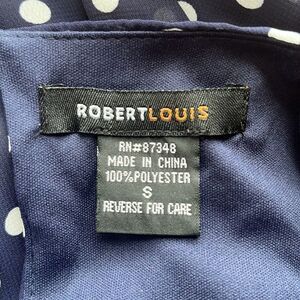 ROBERTLOUIS
RN#87348
MADE IN CHINA
100%POLYESTER
S
REVERSE FOR CARE